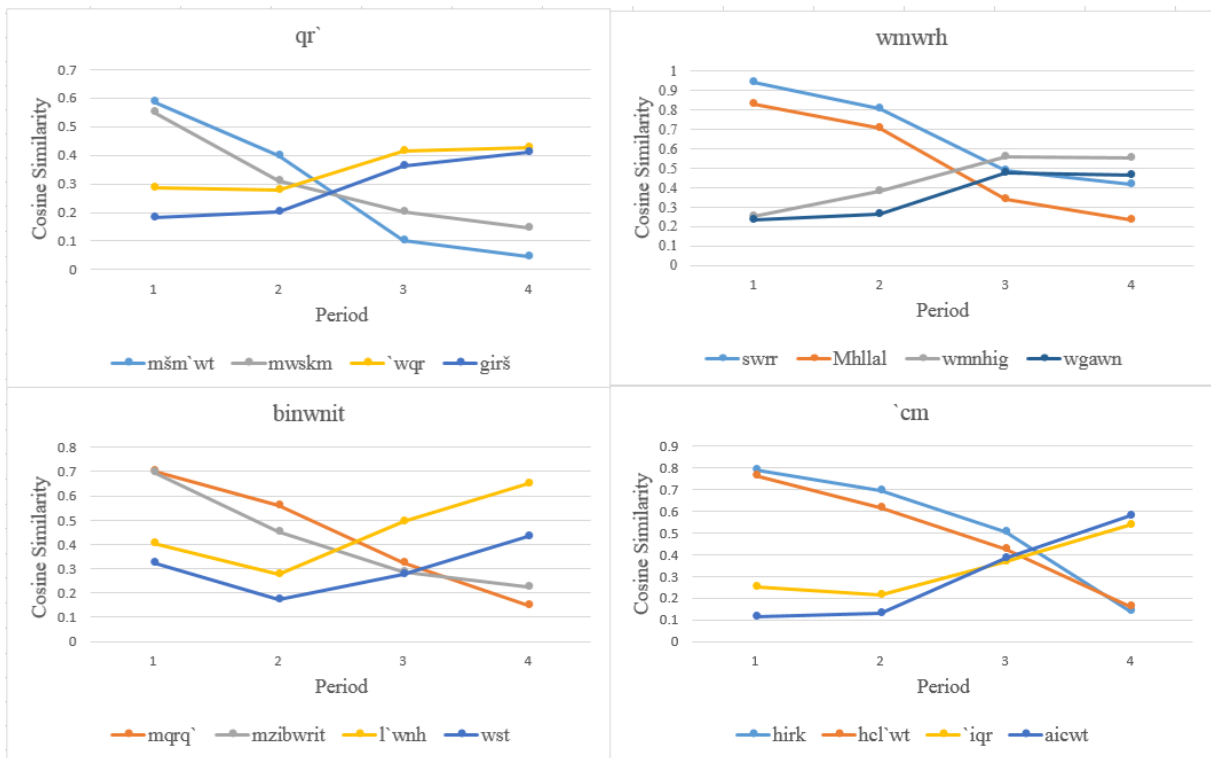 qr`
0.7
0.6
0.5
0.4
0.3
0.2
0.1
0
Cosine Similarity
1 2 3 4
Period
mšm`wt mwskm `wqr girš
wmwrh
1
0.9
0.8
0.7
0.6
0.5
0.4
0.3
0.2
0.1
0
Cosine Similarity
1 2 3 4
Period
swrr Mhllal wmnhig wgawn
binwnit
0.8
0.7
0.6
0.5
0.4
0.3
0.2
0.1
0
Cosine Similarity
1 2 3 4
Period
mqrq` mzibwrit l`wnh wst
`cm
0.9
0.8
0.7
0.6
0.5
0.4
0.3
0.2
0.1
0
Cosine Similarity
1 2 3 4
Period
hirk hcl`wt `iqr aicwt